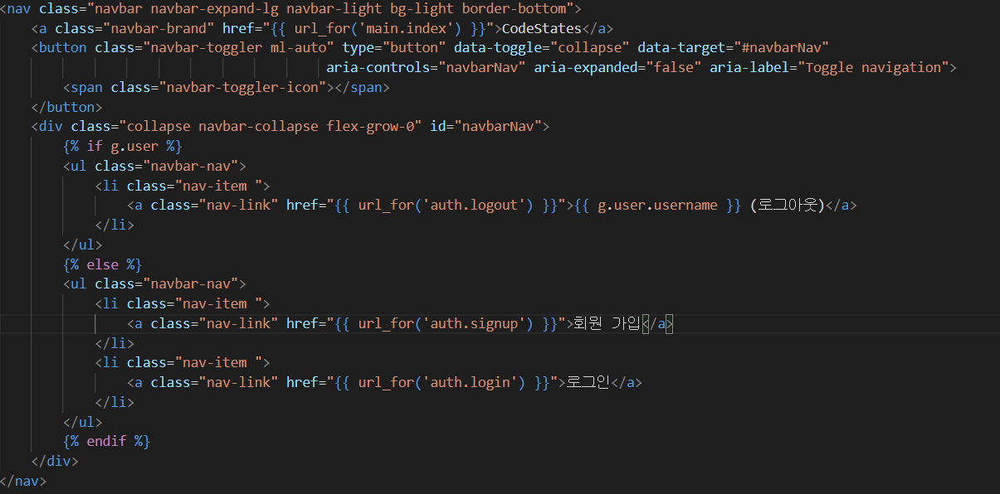 <nav class="navbar navbar-expand-lg navbar-light bg-light border-bottom">
<a class="navbar-brand" href="{{ url_for('main.index') }}">CodeStates</a>
<button class="navbar-toggler ml-auto" type="button" data-toggle="collapse" data-target="#navbarNav"
aria-controls="navbarNav" aria-expanded="false" aria-label="Toggle navigation">
<span class="navbar-toggler-icon"></span>
</button>
<div class="collapse navbar-collapse flex-grow-0" id="navbarNav">
{% if g.user %}
<ul class="navbar-nav">
<li class="nav-item ">
<a class="nav-link" href="{{ url_for('auth.logout') }}">{{ g.user.username }} (로그아웃)</a>
</li>
</ul>
{% else %}
<ul class="navbar-nav">
<li class="nav-item ">
<a class="nav-link" href="{{ url_for('auth.signup') }}">회원 가입</a>
</li>
<li class="nav-item ">
<a class="nav-link" href="{{ url_for('auth.login') }}">로그인</a>
</li>
</ul>
{% endif %}
</div>
</nav>